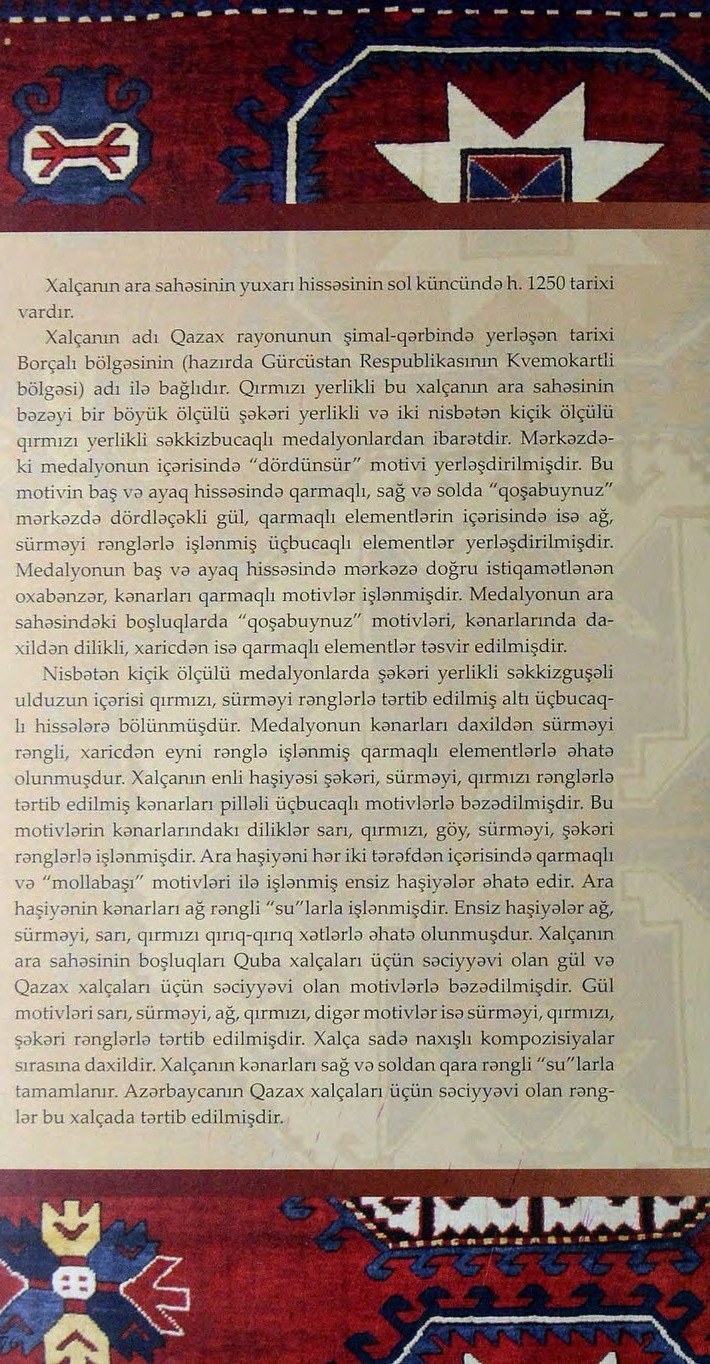 Xalçanın ara sahəsinin yuxarı hissəsinin sol küncündə h. 1250 tarixi
vardır.
Xalçanın adı Qazax rayonunun şimal-qərbində yerləşən tarixi
Borçalı bölgəsinin (hazırda Gürcüstan Respublikasının Kvemokartli
bölgəsi) adı ilə bağlıdır. Qırmızı yerlikli bu xalçanın ara sahəsinin
bəzəyi bir böyük ölçülü şəkəri yerlikli və iki nisbətən kiçik ölçülü
qırmızı yerlikli səkkizbucaqlı medalyonlardan ibarətdir. Mərkəzdə-
ki medalyonun içərisində “dördünsür” motivi yerləşdirilmişdir. Bu
motivin baş və ayaq hissəsində qarmaqlı, sağ və solda “qoşabuynuz”
mərkəzdə dördləçəkli gül, qarmaqlı elementlərin içərisində isə ağ,
sürməyi rənglərlə işlənmiş üçbucaqlı elementlər yerləşdirilmişdir.
Medalyonun baş və ayaq hissəsində mərkəzə doğru istiqamətlənən
oxabənzər, kənarları qarmaqlı motivlər işlənmişdir. Medalyonun ara
sahəsindəki boşluqlarda “qoşabuynuz” motivləri, kənarlarında da-
xildən dilikli, xaricdən isə qarmaqlı elementlər təsvir edilmişdir.
Nisbətən kiçik ölçülü medalyonlarda şəkəri yerlikli səkkizguşəli
ulduzun içərisi qırmızı, sürməyi rənglərlə tərtib edilmiş altı üçbucaq-
lı hissələrə bölünmüşdür. Medalyonun kənarları daxildən sürməyi
rəngli, xaricdən eyni rənglə işlənmiş qarmaqlı elementlərlə əhatə
olunmuşdur. Xalçanın enli haşiyəsi şəkəri, sürməyi, qırmızı rənglərlə
tərtib edilmiş kənarları pilləli üçbucaqlı motivlərlə bəzədilmişdir. Bu
motivlərin kənarlarındakı diliklər sarı, qırmızı, göy, sürməyi, şəkəri
rənglərlə işlənmişdir. Ara haşiyəni hər iki tərəfdən içərisində qarmaqlı
və “mollabaşı” motivləri ilə işlənmiş ensiz haşiyələr əhatə edir. Ara
haşiyənin kənarları ağ rəngli “su”larla işlənmişdir. Ensiz haşiyələr ağ,
sürməyi, sarı, qırmızı qırıq-qırıq xətlərlə əhatə olunmuşdur. Xalçanın
ara sahəsinin boşluqları Quba xalçaları üçün səciyyəvi olan gül və
Qazax xalçaları üçün səciyyəvi olan motivlərlə bəzədilmişdir. Gül
motivləri sarı, sürməyi, ağ, qırmızı, digər motivlər isə sürməyi, qırmızı,
şəkəri rənglərlə tərtib edilmişdir. Xalça sadə naxışlı kompozisiyalar
sırasına daxildir. Xalçanın kənarları sağ və soldan qara rəngli “su”larla
tamamlanır. Azərbaycanın Qazax xalçaları üçün səciyyəvi olan rəng-
lər bu xalçada tərtib edilmişdir.